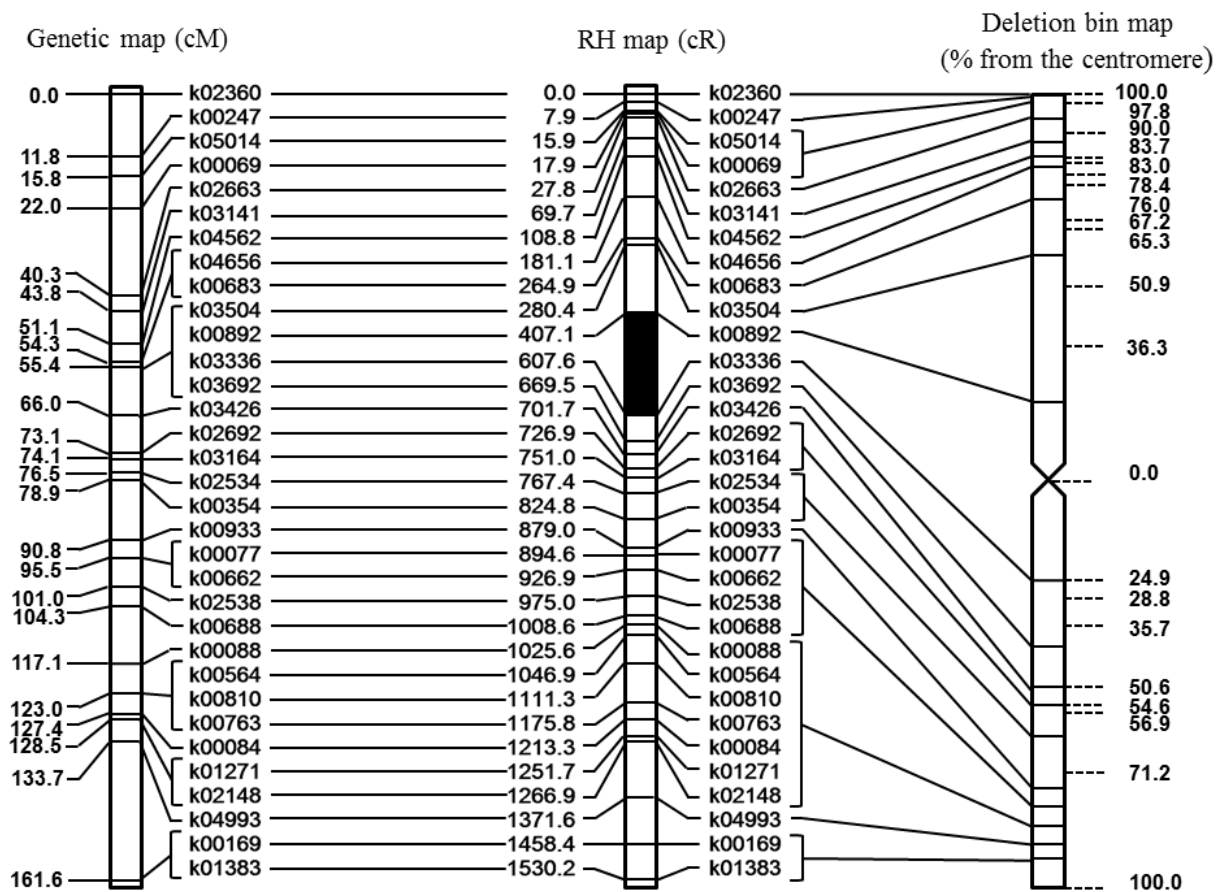 Genetic map (cM)
RH map (cR)
Deletion bin map
(% from the centromere)
0.0
11.8
15.8
22.0
40.3
43.8
51.1
54.3
55.4
66.0
73.1
74.1
76.5
78.9
90.8
95.5
101.0
104.3
117.1
123.0
127.4
128.5
133.7
161.6
k02360
k00247
k05014
k00069
k02663
k03141
k04562
k04656
k00683
k03504
k00892
k03336
k03692
k03426
k02692
k03164
k02534
k00354
k00933
k00077
k00662
k02538
k00688
k00088
k00564
k00810
k00763
k00084
k01271
k02148
k04993
k00169
k01383
0.0
7.9
15.9
17.9
27.8
69.7
108.8
181.1
264.9
280.4
407.1
607.6
669.5
701.7
726.9
751.0
767.4
824.8
879.0
894.6
926.9
975.0
1008.6
1025.6
1046.9
1111.3
1175.8
1213.3
1251.7
1266.9
1371.6
1458.4
1530.2
k02360
k00247
k05014
k00069
k02663
k03141
k04562
k04656
k00683
k03504
k00892
k03336
k03692
k03426
k02692
k03164
k02534
k00354
k00933
k00077
k00662
k02538
k00688
k00088
k00564
k00810
k00763
k00084
k01271
k02148
k04993
k00169
k01383
100.0
97.8
90.0
83.7
83.0
78.4
76.0
67.2
65.3
50.9
36.3
0.0
24.9
28.8
35.7
50.6
54.6
56.9
71.2
100.0